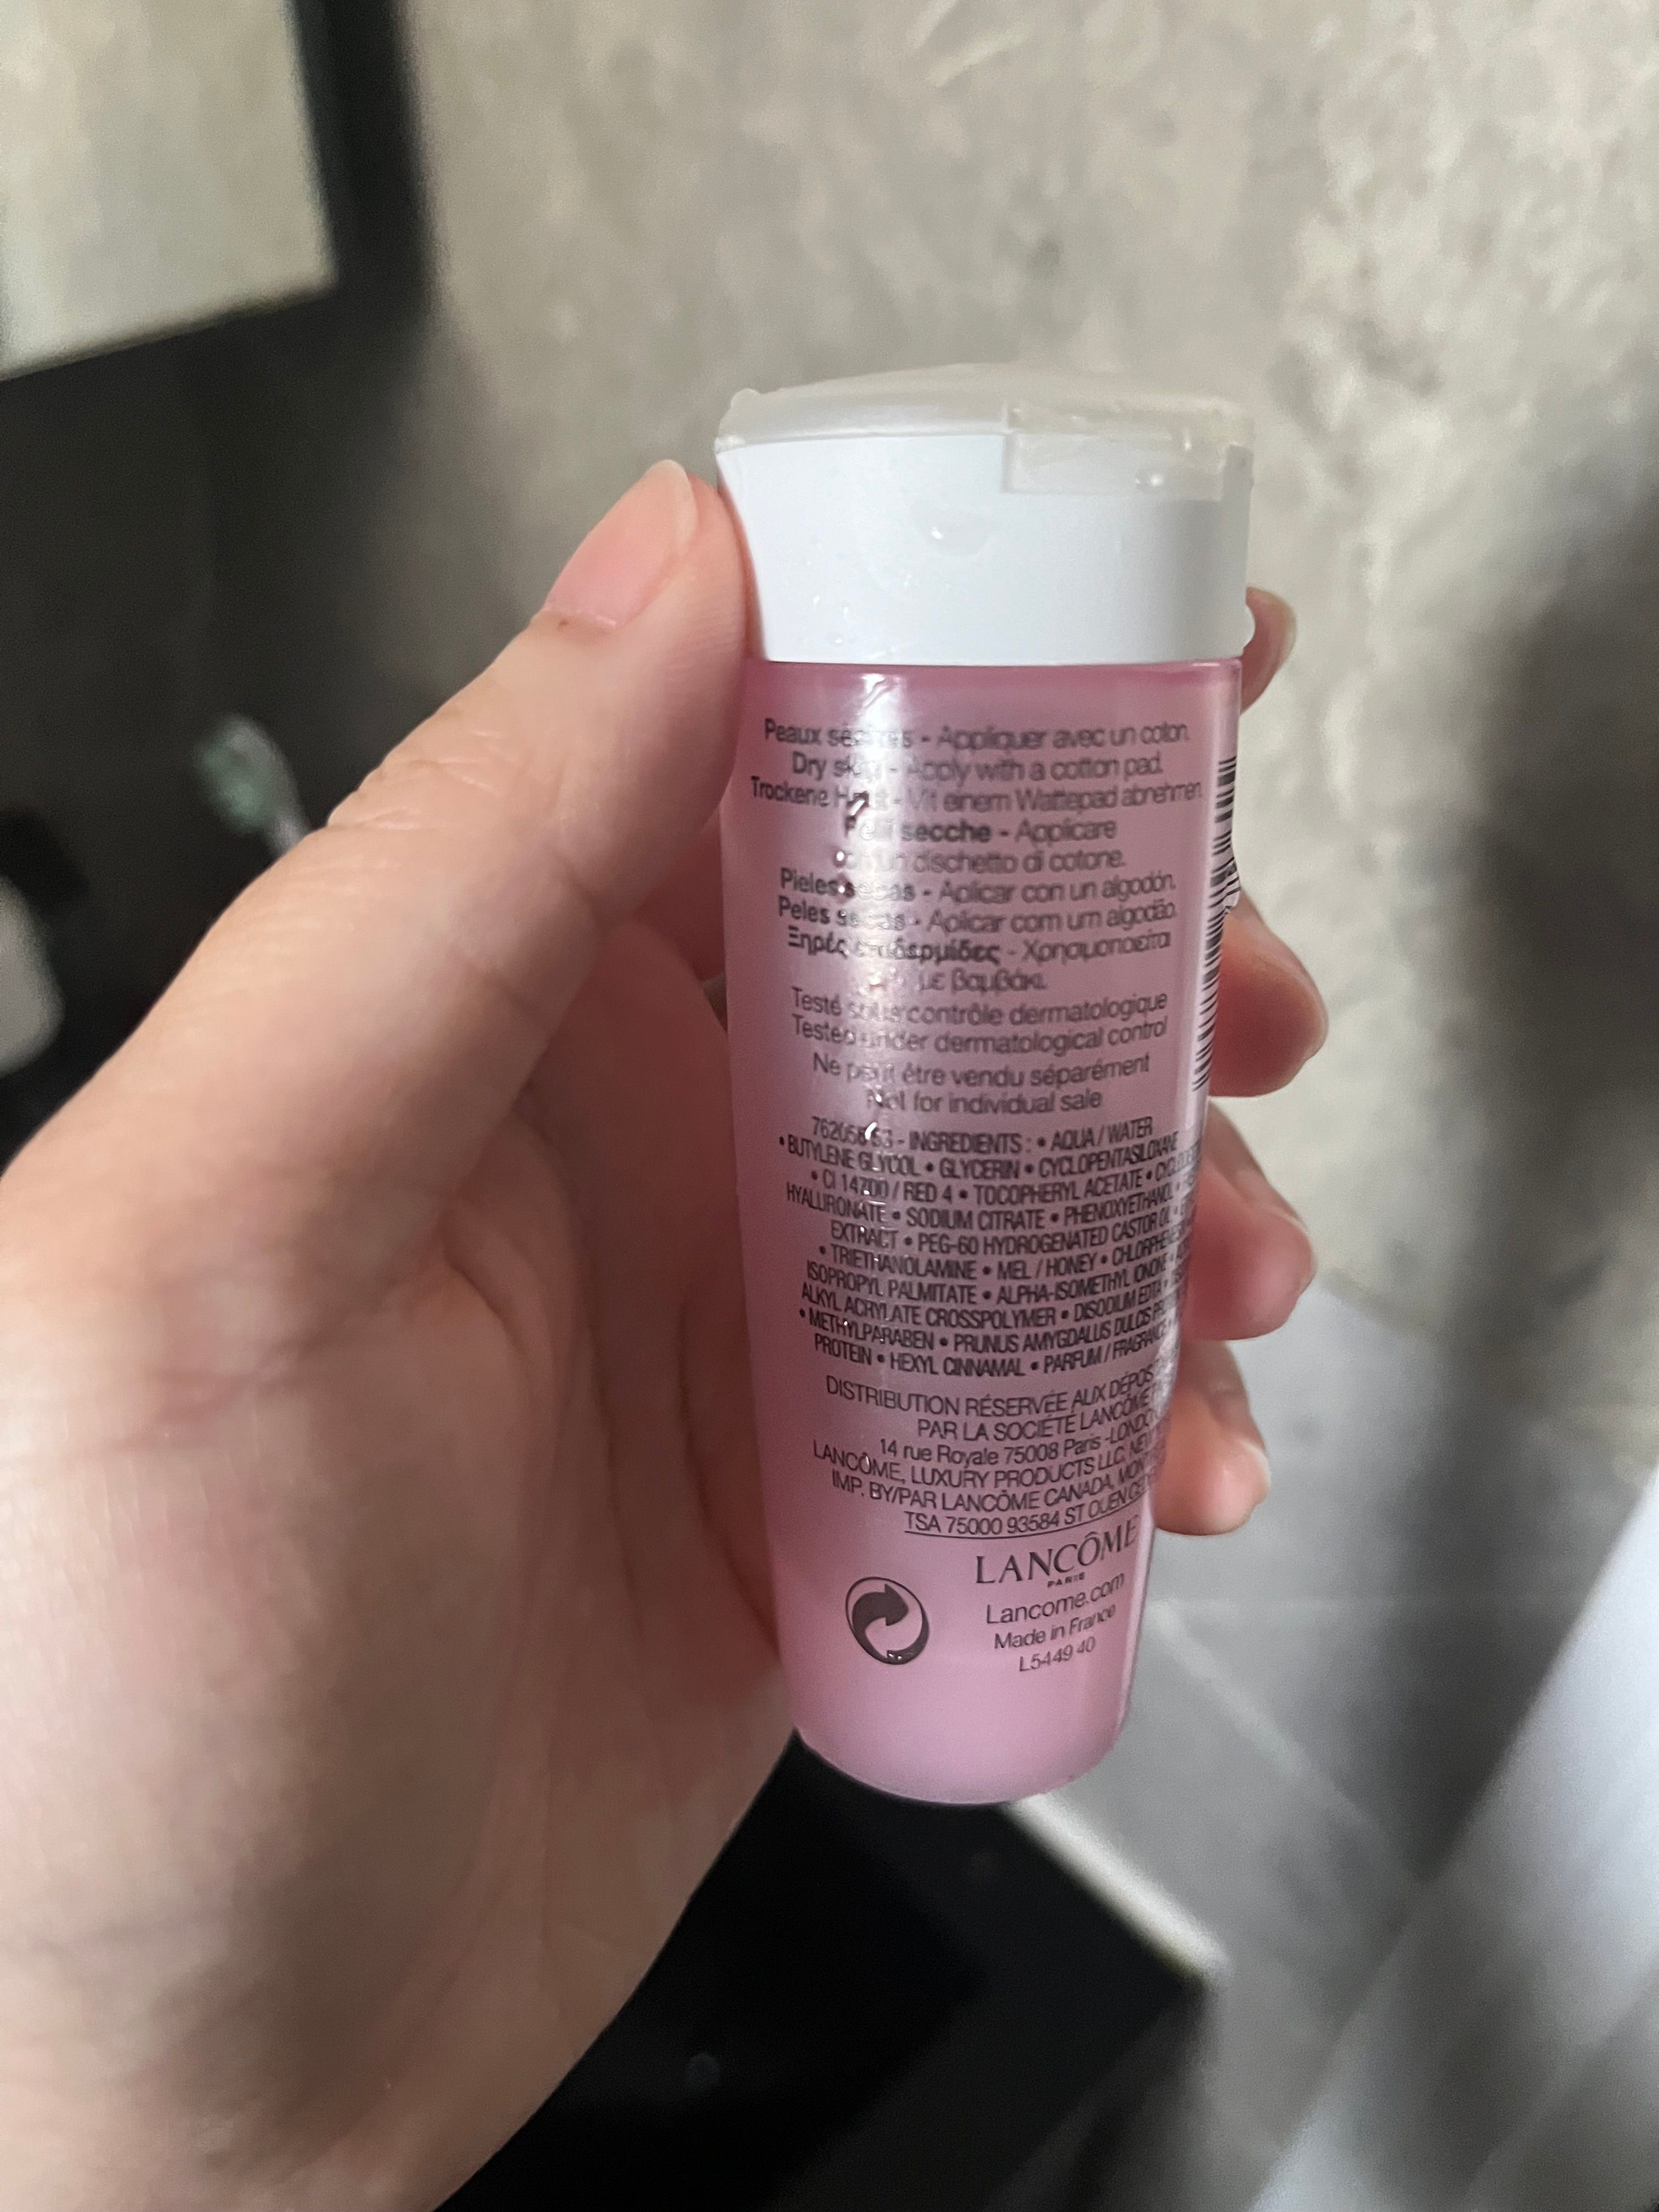 Peaux - Appliquer avec un coton.
Dry skin - Apply with a cotton pad.
Trockene Haut - Mit einem Wattepad abnehmen.
Pelli secche - Applicare
un dischetto di cotone.
Pieles secas - Aplicar con un algodón.
Peles secas - Aplicar com um algodão.
Ξηρές επιδερμίδες - Χρησιμοποιείται
με βαμβάκι.
Testé sous contrôle dermatologique
Tested under dermatological control
Ne peut être vendu séparément
Not for individual sale
INGREDIENTS : • AQUA / WATER
• BUTYLENE GLYCOL • GLYCERIN • CYCLOPENTASILOXANE
• CI 14700 / RED 4 • TOCOPHERYL ACETATE •
HYALURONATE • SODIUM CITRATE • PHENOXYETHANOL •
EXTRACT • PEG-60 HYDROGENATED CASTOR OIL •
• TRIETHANOLAMINE • MEL / HONEY •
ISOPROPYL PALMITATE • ALPHA-ISOMETHYL IONONE •
ALKYL ACRYLATE CROSSPOLYMER • DISODIUM EDTA •
• METHYLPARABEN • PRUNUS AMYGDALUS DULCIS
PROTEIN • HEXYL CINNAMAL • PARFUM / FRAGRANCE
DISTRIBUTION RÉSERVÉE AUX
PAR LA SOCIÉTÉ LANCÔME
14 rue Royale 75008 Paris -
LANCÔME, LUXURY PRODUCTS LLC,
IMP. BY/PAR LANCÔME CANADA,
TSA 75000 93584 ST OUEN
LANCÔME
PARIS
Lancome.com
Made in France
L5449 40